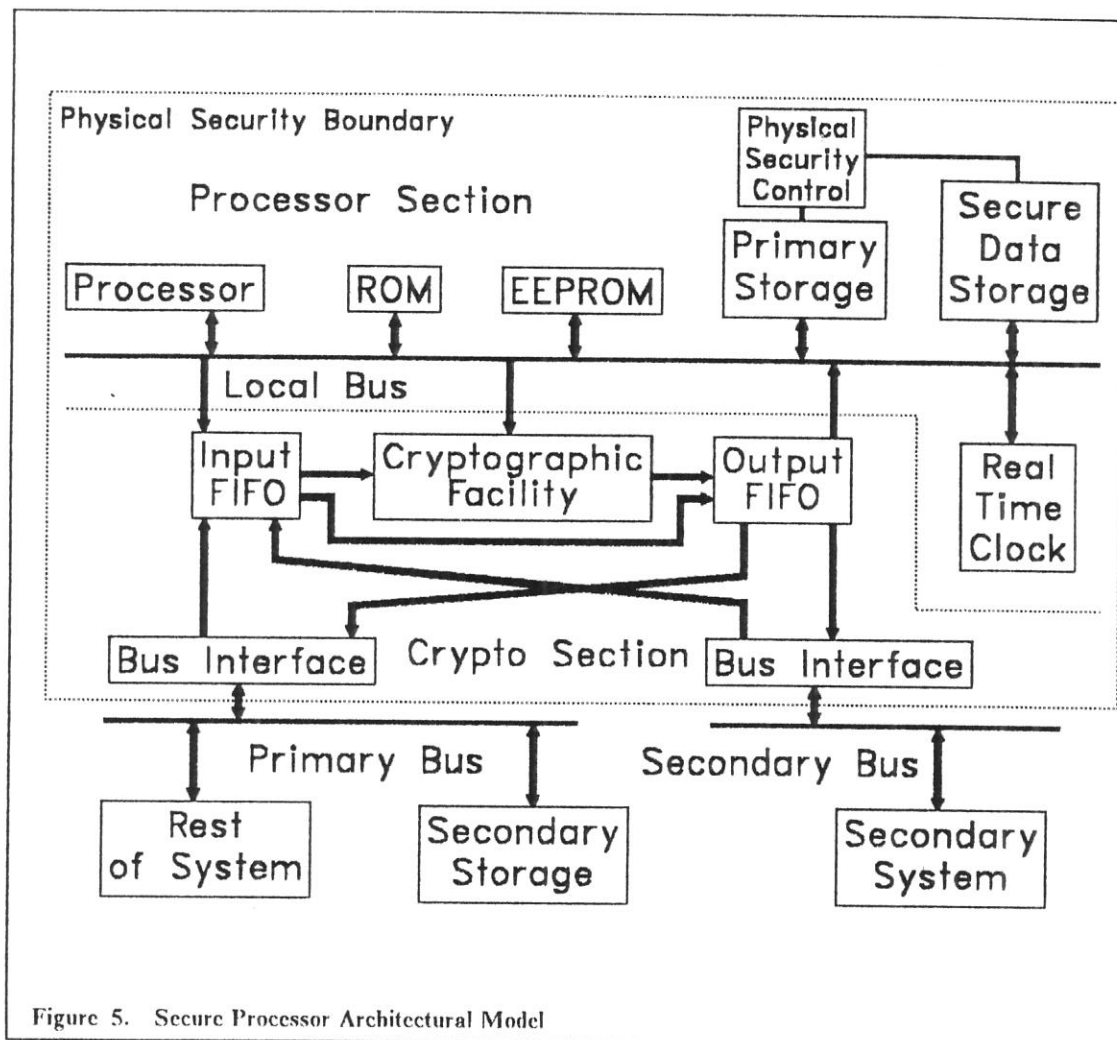 Physical Security Boundary
Processor Section
Physical
Security
Control
Secure
Data
Storage
Primary
Storage
Processor
ROM
EEPROM
Local Bus
Input
FIFO
Cryptographic
Facility
Output
FIFO
Real
Time
Clock
Bus Interface
Crypto Section
Bus Interface
Primary Bus
Secondary Bus
Rest
of System
Secondary
Storage
Secondary
System
Figure 5. Secure Processor Architectural Model